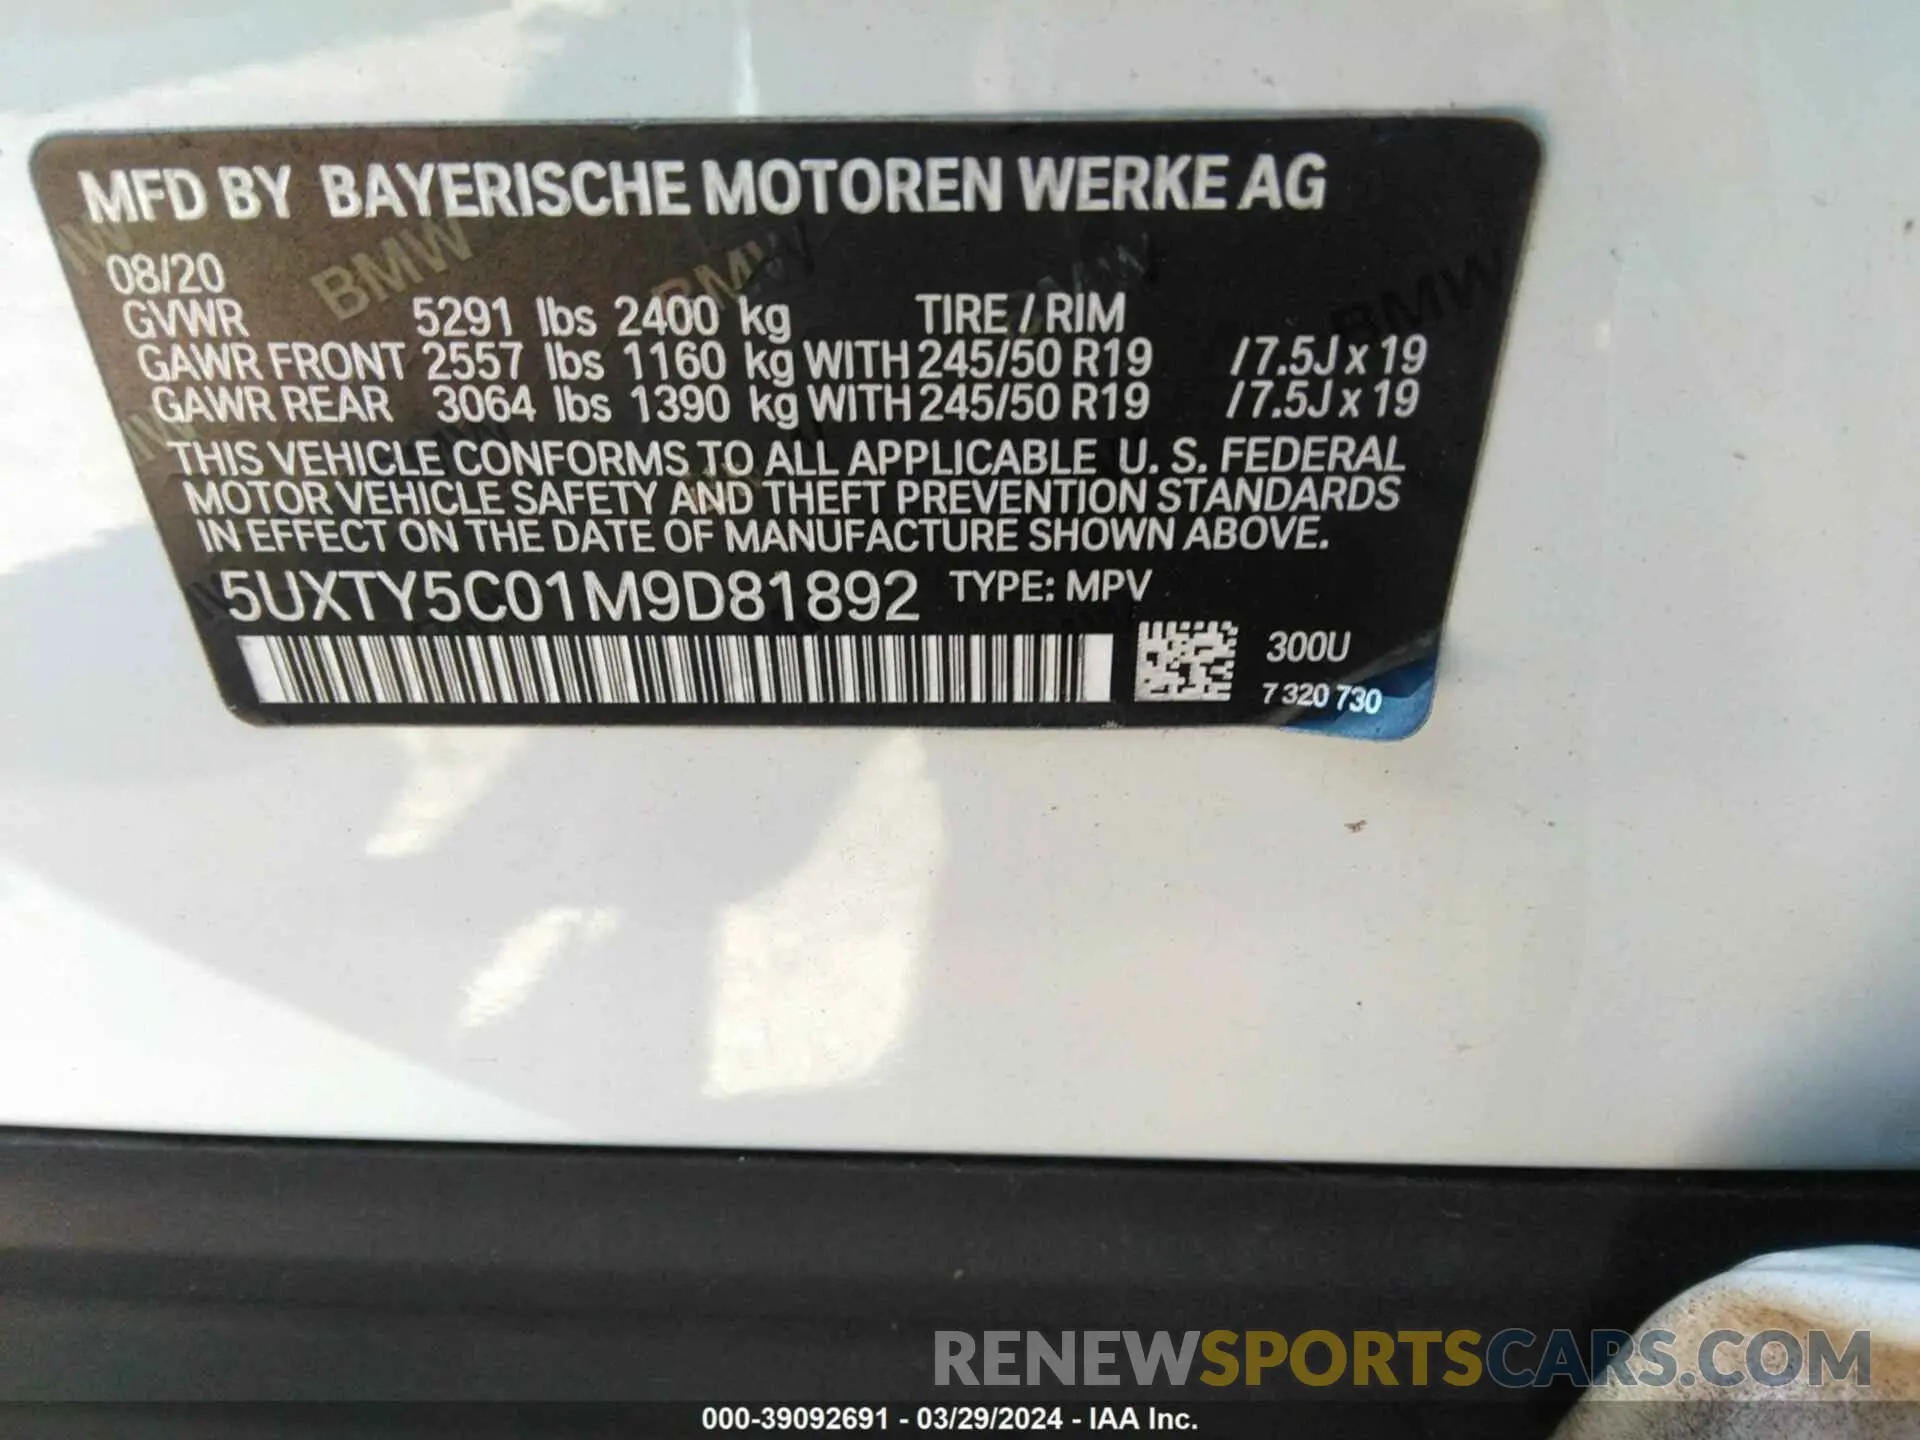 MFD BY BAYERISCHE MOTOREN WERKE AG
08/20
GVWR 5291 lbs 2400 kg TIRE / RIM
GAWR FRONT 2557 lbs 1160 kg WITH 245/50 R19 /7.5J x 19
GAWR REAR 3064 lbs 1390 kg WITH 245/50 R19 /7.5J x 19
THIS VEHICLE CONFORMS TO ALL APPLICABLE U. S. FEDERAL
MOTOR VEHICLE SAFETY AND THEFT PREVENTION STANDARDS
IN EFFECT ON THE DATE OF MANUFACTURE SHOWN ABOVE.
5UXTY5C01M9D81892 TYPE: MPV
300U
7 320 730
RENEWSPORTSCARS.COM
000-39092691 - 03/29/2024 - IAA Inc.